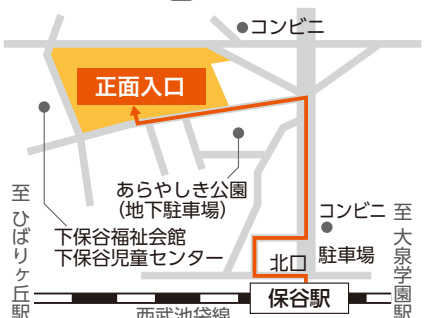 コンビニ
正面入口
あらやしき公園
(地下駐車場)
下保谷福祉会館
下保谷児童センター
コンビニ
駐車場
北口
保谷駅
西武池袋線
至 ひばりヶ丘駅
至 大泉学園駅